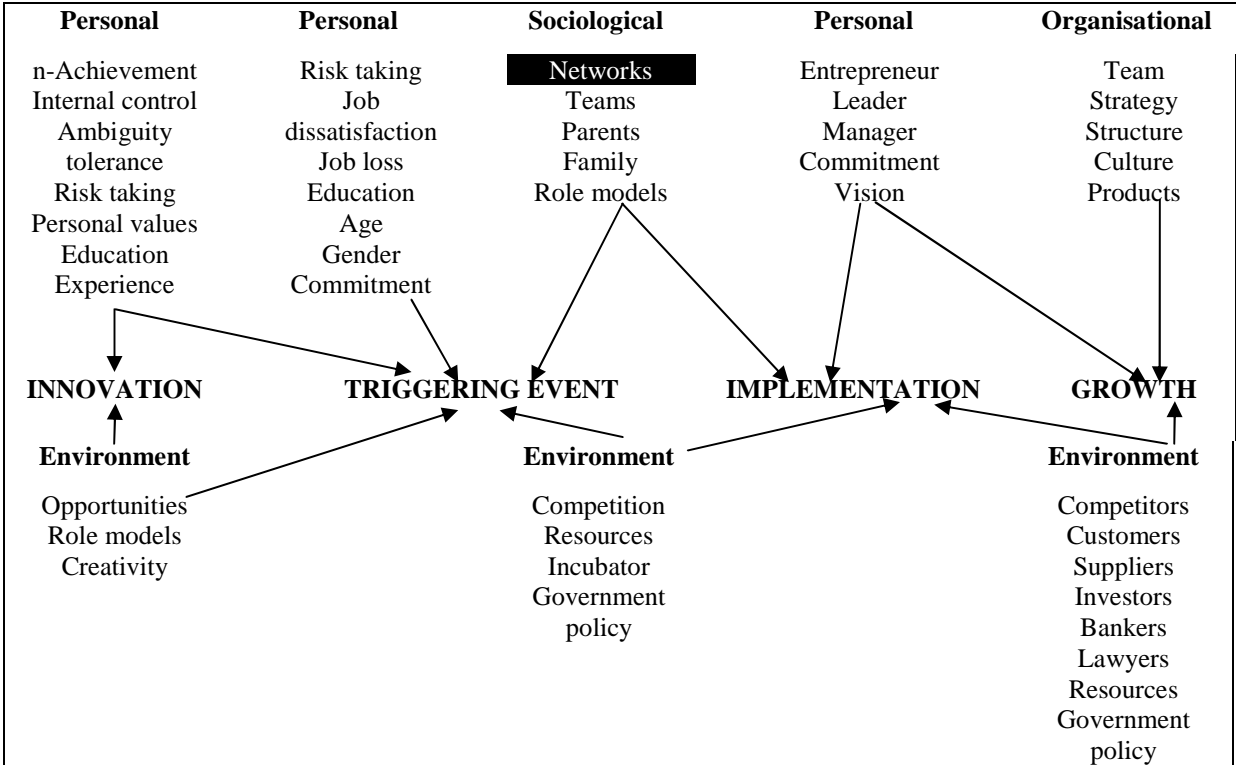 Personal
n-Achievement
Internal control
Ambiguity
tolerance
Risk taking
Personal values
Education
Experience
Personal
Risk taking
Job
dissatisfaction
Job loss
Education
Age
Gender
Commitment
Sociological
Networks
Teams
Parents
Family
Role models
Personal
Entrepreneur
Leader
Manager
Commitment
Vision
Organisational
Team
Strategy
Structure
Culture
Products
INNOVATION
TRIGGERING EVENT
IMPLEMENTATION
GROWTH
Environment
Opportunities
Role models
Creativity
Environment
Competition
Resources
Incubator
Government
policy
Environment
Competitors
Customers
Suppliers
Investors
Bankers
Lawyers
Resources
Government
policy